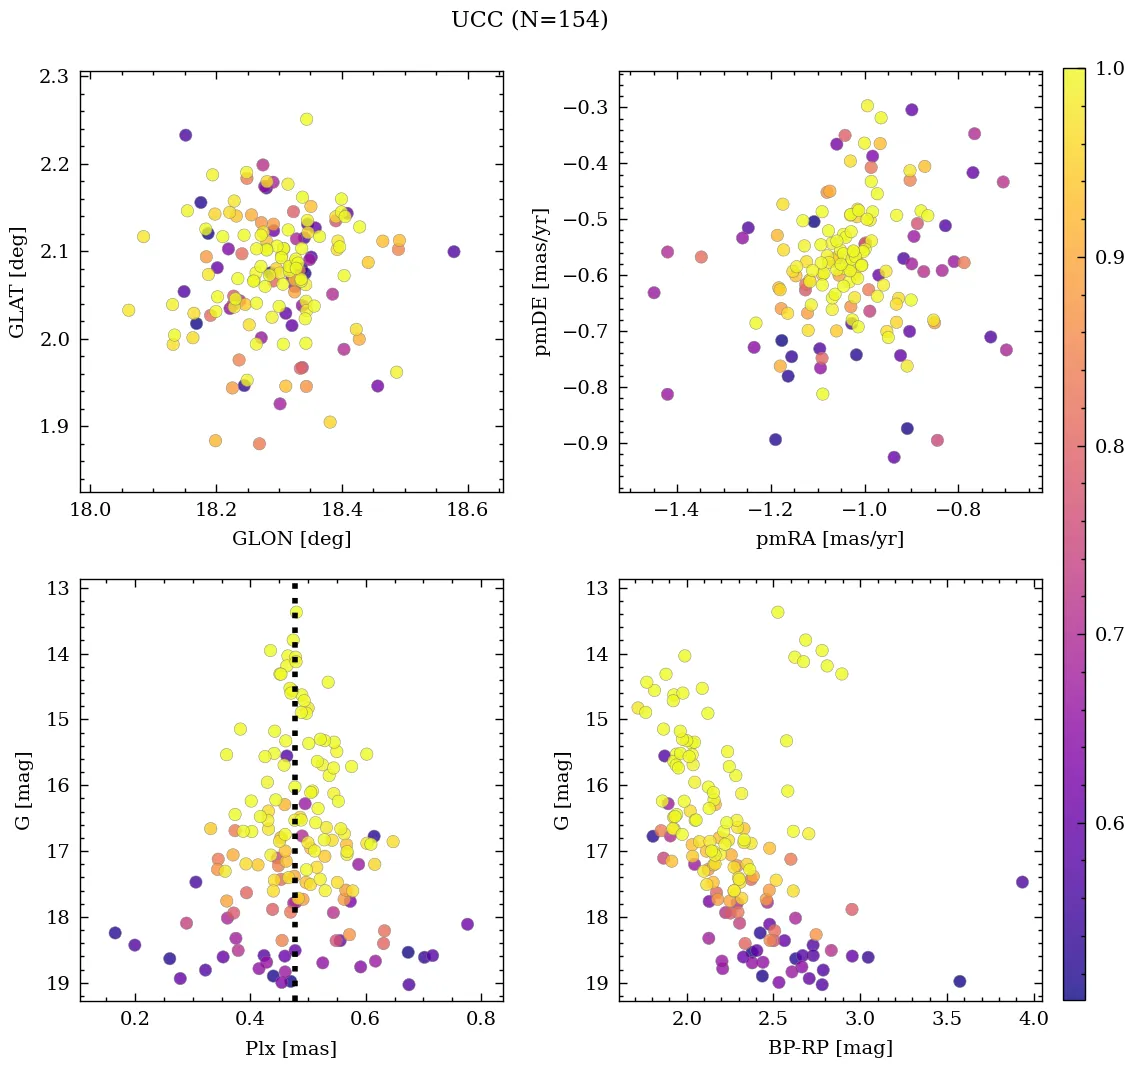 UCC (N=154)
2.3
2.2
2.1
2.0
1.9
GLAT [deg]
18.0 18.2 18.4 18.6
GLON [deg]
−0.3
−0.4
−0.5
−0.6
−0.7
−0.8
−0.9
pmDE [mas/yr]
−1.4 −1.2 −1.0 −0.8
pmRA [mas/yr]
1.0
0.9
0.8
0.7
0.6
13
14
15
16
17
18
19
G [mag]
0.2 0.4 0.6 0.8
Plx [mas]
13
14
15
16
17
18
19
G [mag]
2.0 2.5 3.0 3.5 4.0
BP-RP [mag]